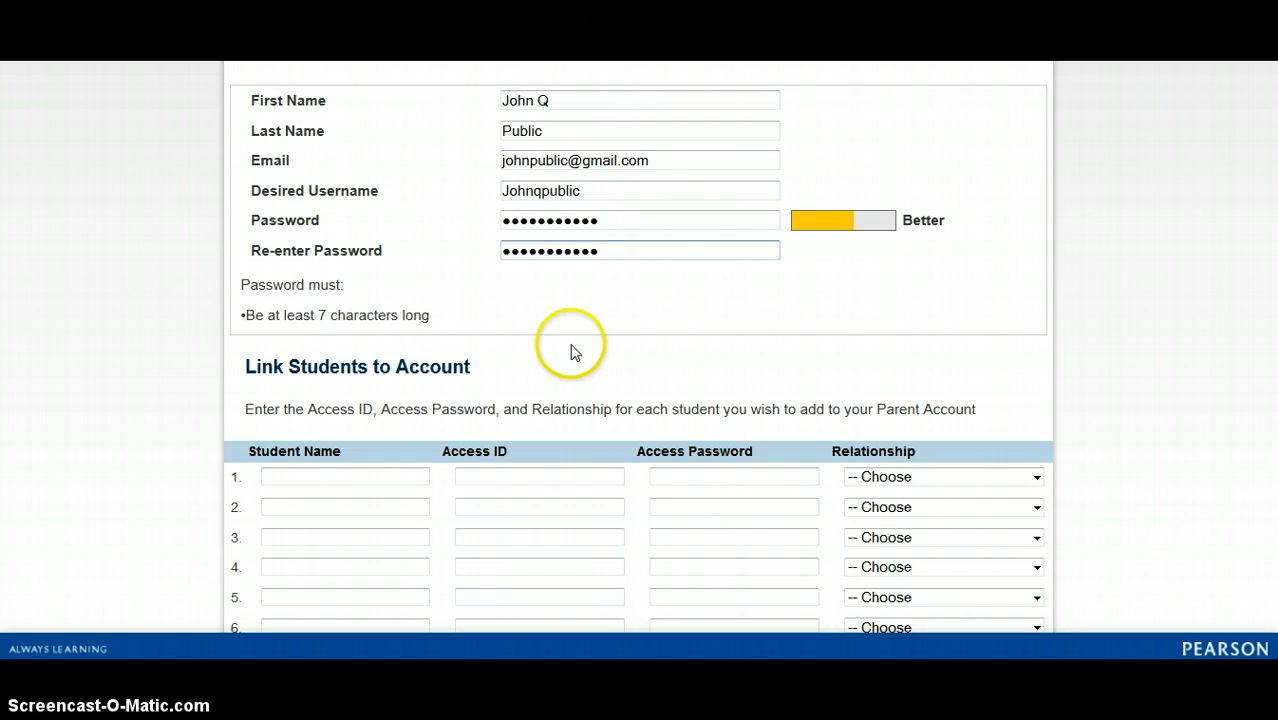 First Name John Q
Last Name Public
Email johnpublic@gmail.com
Desired Username Johnqpublic
Password ●●●●●●●●●●● Better
Re-enter Password ●●●●●●●●●●●
Password must:
•Be at least 7 characters long
Link Students to Account
Enter the Access ID, Access Password, and Relationship for each student you wish to add to your Parent Account
Student Name Access ID Access Password Relationship
1. -- Choose
2. -- Choose
3. -- Choose
4. -- Choose
5. -- Choose
6. -- Choose
ALWAYS LEARNING PEARSON
Screencast-O-Matic.com